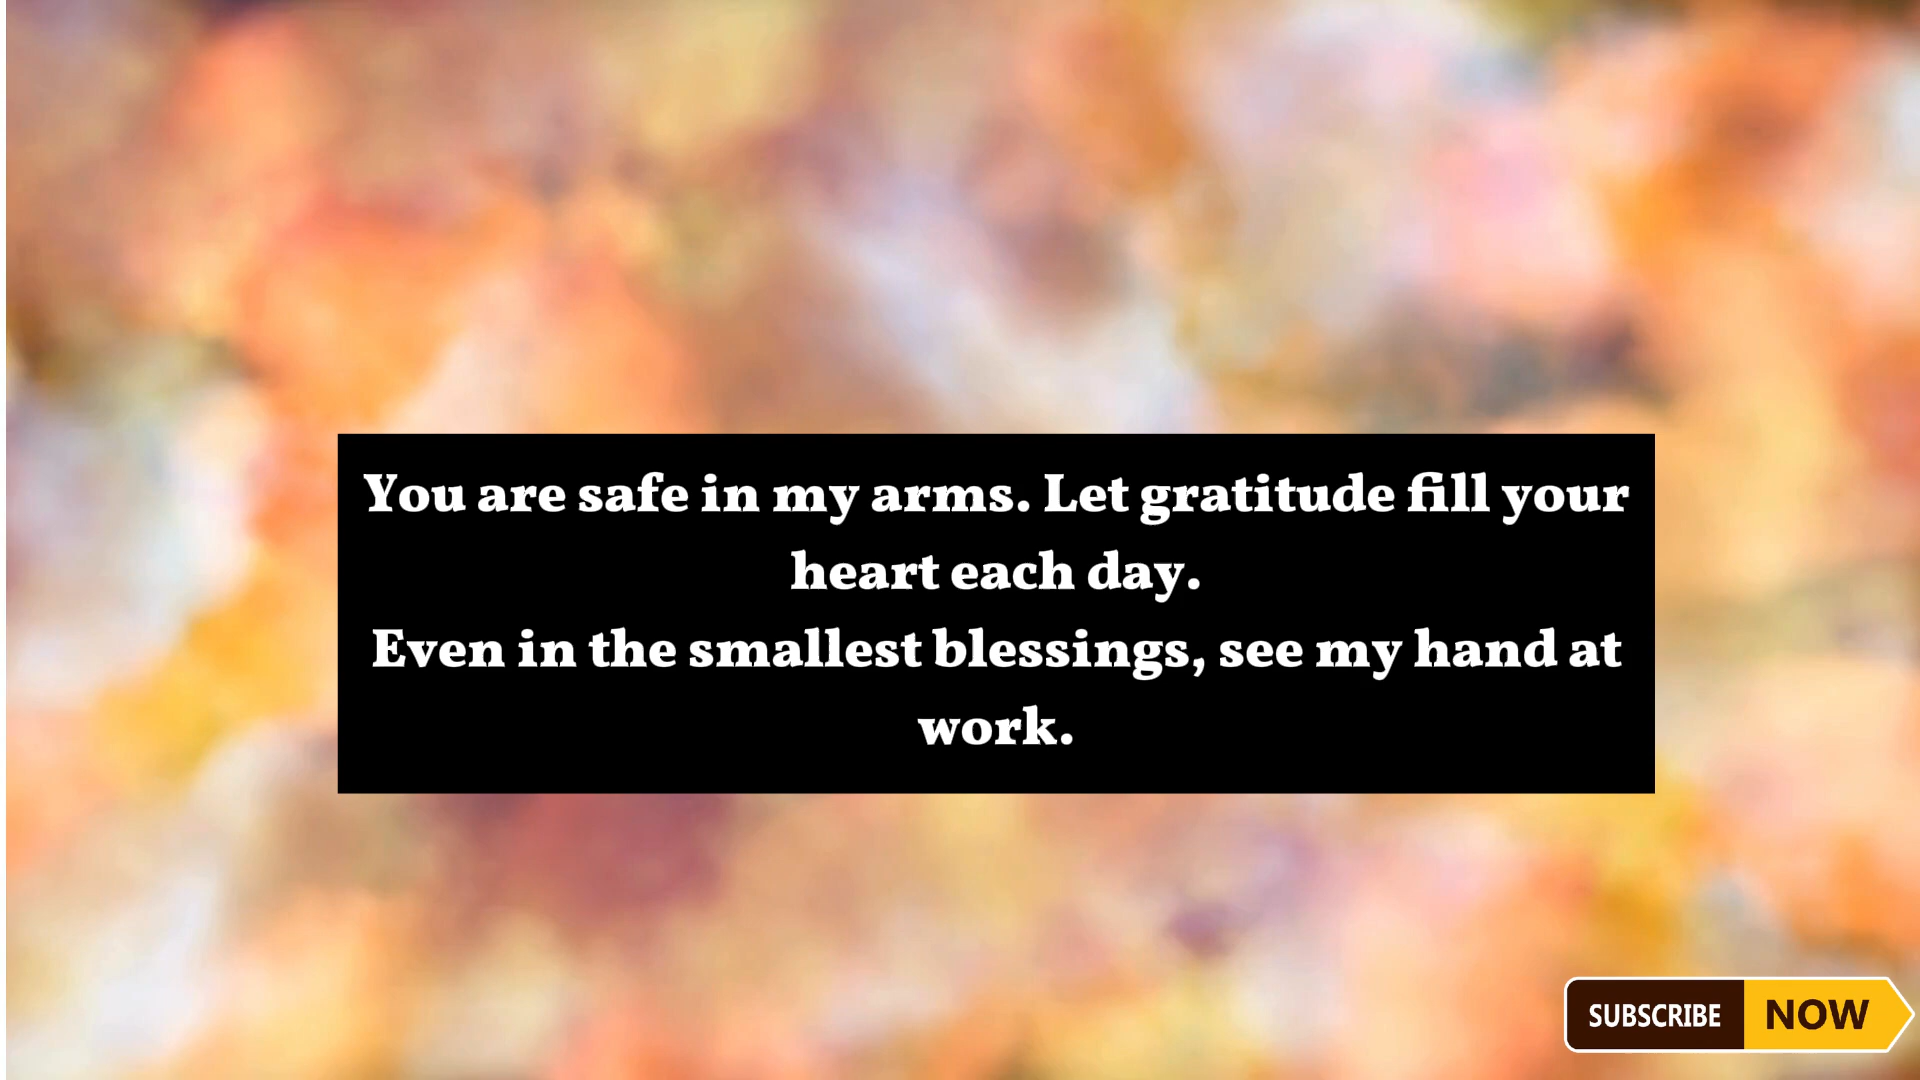 You are safe in my arms. Let gratitude fill your
heart each day.
Even in the smallest blessings, see my hand at
work.
SUBSCRIBE NOW